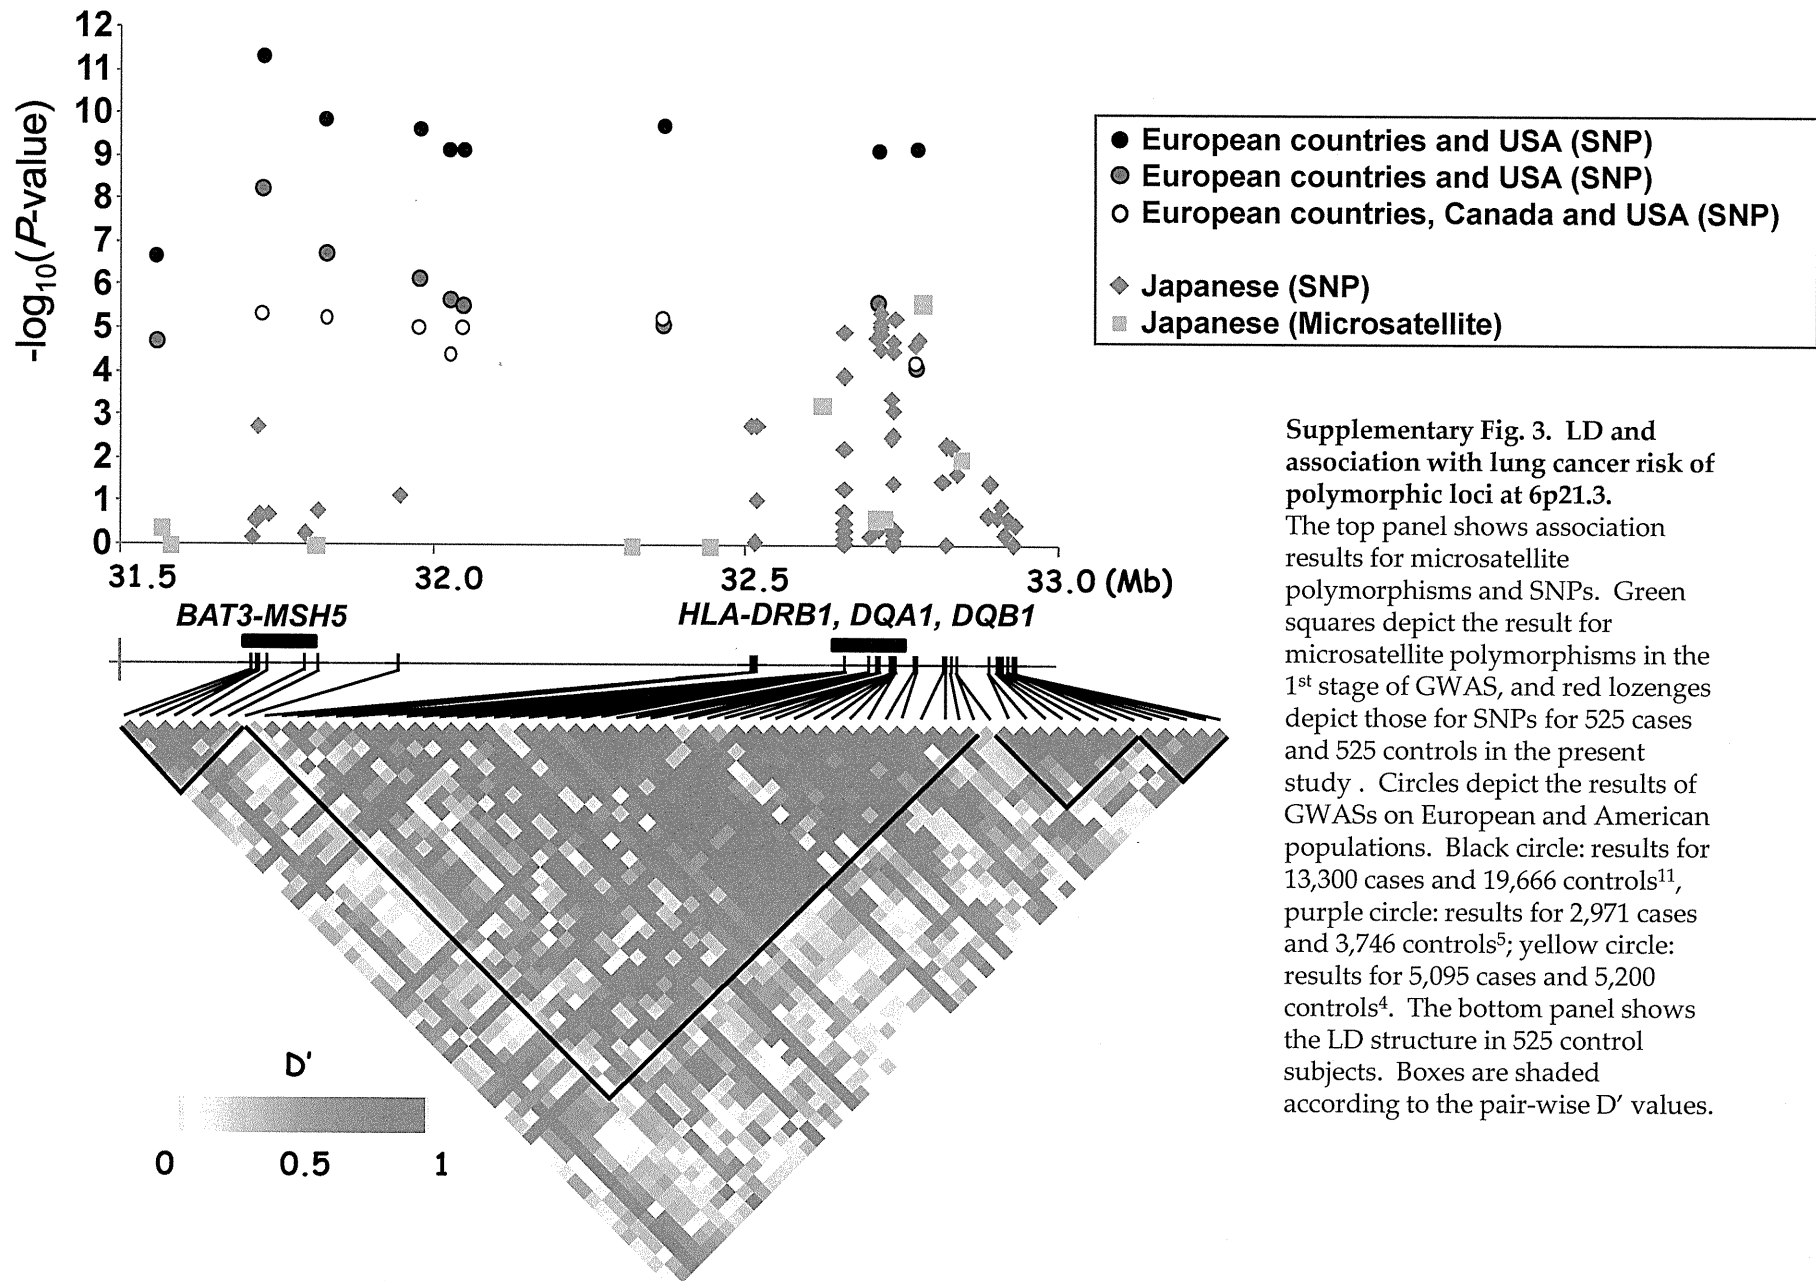 12
11
10
9
8
7
6
5
4
3
2
1
0
-log10(P-value)
31.5 32.0 32.5 33.0 (Mb)
● European countries and USA (SNP)
● European countries and USA (SNP)
○ European countries, Canada and USA (SNP)
◆ Japanese (SNP)
■ Japanese (Microsatellite)
BAT3-MSH5 HLA-DRB1, DQA1, DQB1
D'
0 0.5 1
Supplementary Fig. 3. LD and
association with lung cancer risk of
polymorphic loci at 6p21.3.
The top panel shows association
results for microsatellite
polymorphisms and SNPs. Green
squares depict the result for
microsatellite polymorphisms in the
1st stage of GWAS, and red lozenges
depict those for SNPs for 525 cases
and 525 controls in the present
study . Circles depict the results of
GWASs on European and American
populations. Black circle: results for
13,300 cases and 19,666 controls11,
purple circle: results for 2,971 cases
and 3,746 controls5; yellow circle:
results for 5,095 cases and 5,200
controls4. The bottom panel shows
the LD structure in 525 control
subjects. Boxes are shaded
according to the pair-wise D' values.